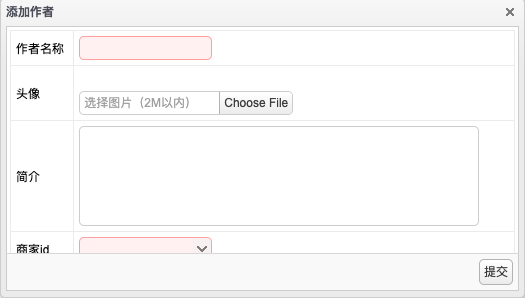 添加作者
作者名称
头像
选择图片（2M以内） Choose File
简介
商家id
提交